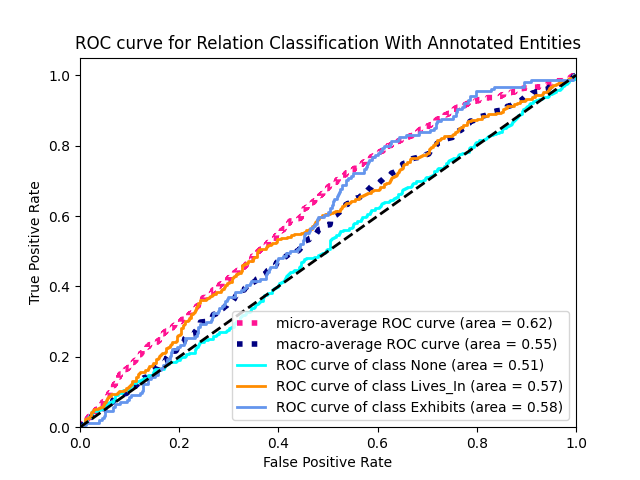 ROC curve for Relation Classification With Annotated Entities
1.0
0.8
0.6
0.4
0.2
0.0
True Positive Rate
micro-average ROC curve (area = 0.62)
macro-average ROC curve (area = 0.55)
ROC curve of class None (area = 0.51)
ROC curve of class Lives_In (area = 0.57)
ROC curve of class Exhibits (area = 0.58)
0.0 0.2 0.4 0.6 0.8 1.0
False Positive Rate